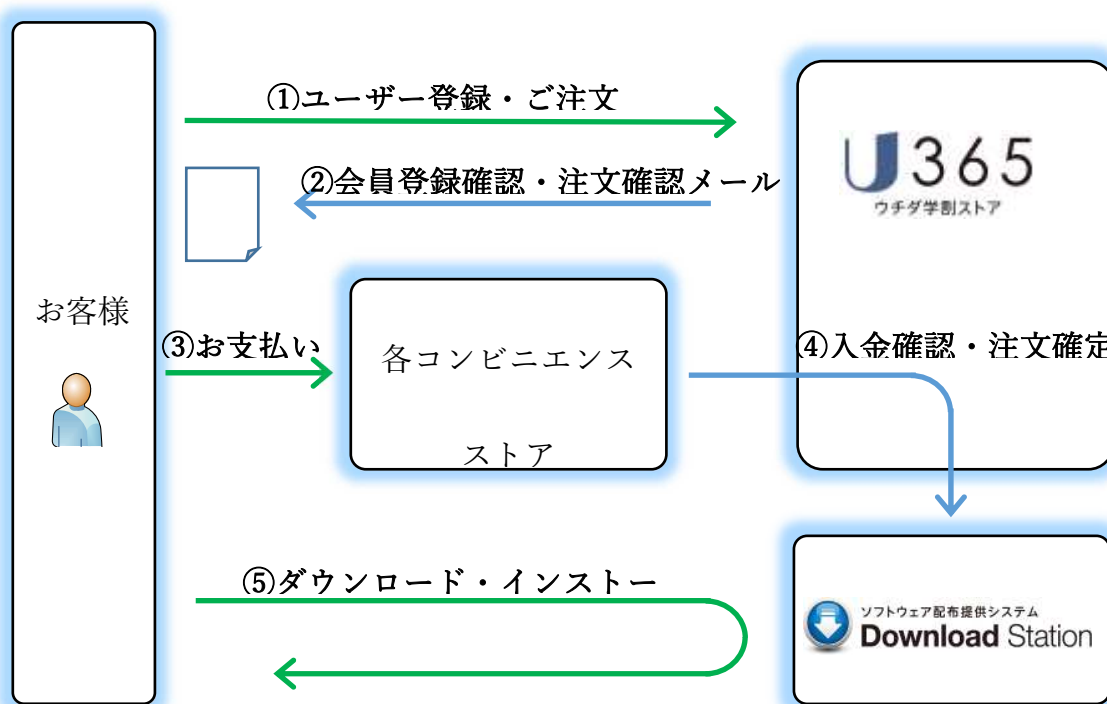 ①ユーザー登録・ご注文
②会員登録確認・注文確認メール
U365
ウチダ学割ストア
お客様
③お支払い
各コンビニエンス
ストア
④入金確認・注文確定
⑤ダウンロード・インストー
ソフトウェア配布提供システム
Download Station